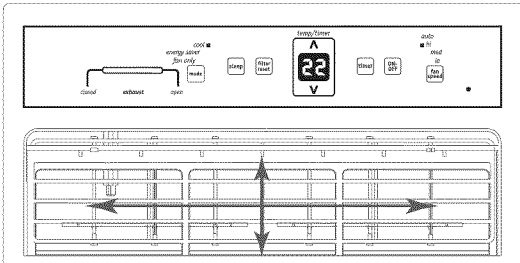 temp/timer
cool
energy saver
fan only
mode
sleep
filter
reset
22
timer
ON-
OFF
auto
hi
med
lo
fan
speed
closed
exhaust
open